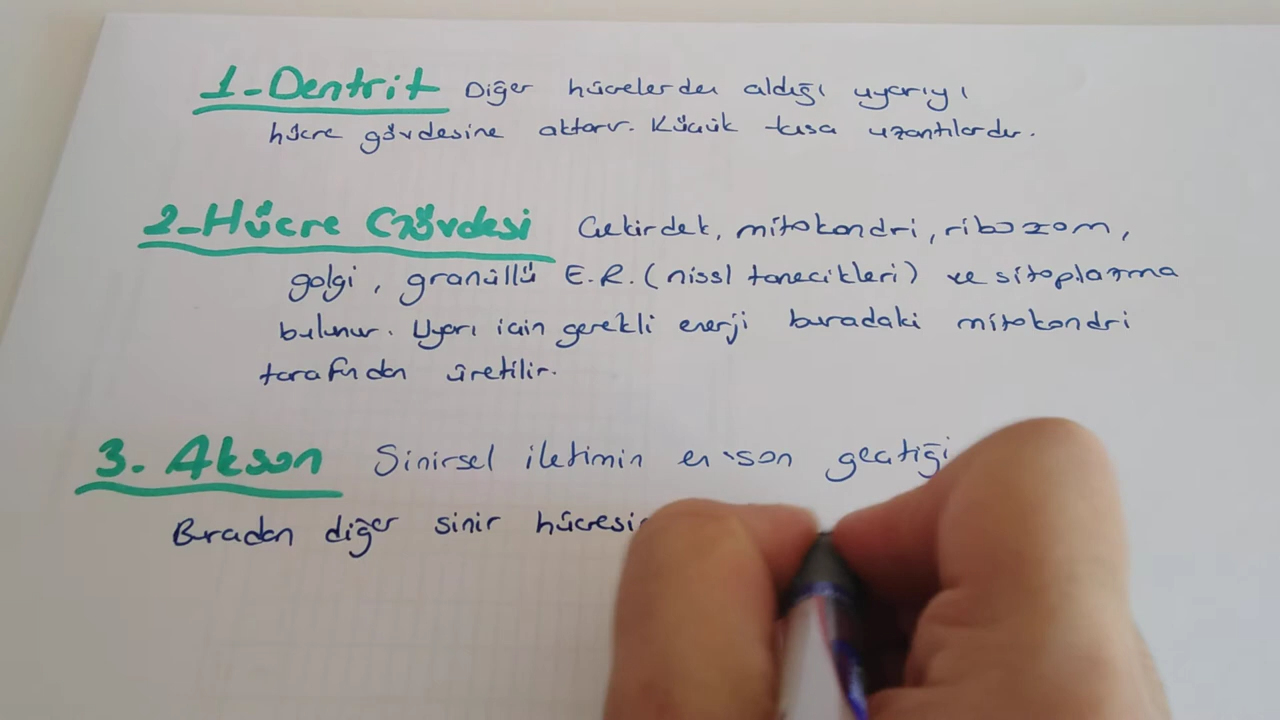 1-Dentrit Diğer hücrelerden aldığı uyarıyı
hücre gövdesine aktarır. Küçük kısa uzantılardır.
2-Hücre Gövdesi Çekirdek, mitokondri, ribozom,
golgi, granüllü E.R. (nissl tanecikleri) ve sitoplazma
bulunur. Uyarı için gerekli enerji buradaki mitokondri
tarafından üretilir.
3. Akson Sinirsel iletimin en son geçtiği
Buradan diğer sinir